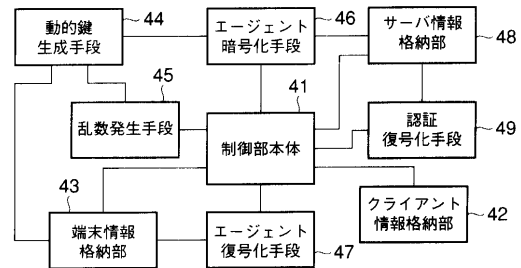 動的鍵
生成手段
44
エージェント
暗号化手段
46
サーバ情報
格納部
48
45
乱数発生手段
41
制御部本体
認証
復号化手段
49
43
端末情報
格納部
エージェント
復号化手段
47
クライアント
情報格納部
42